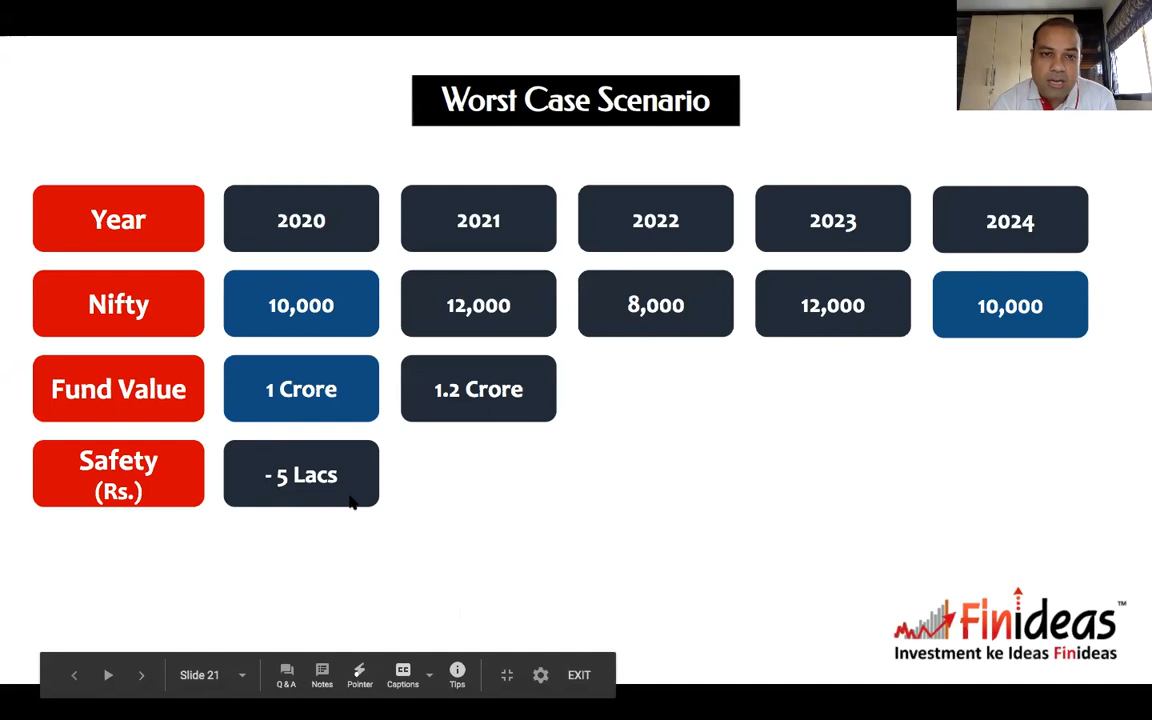 Worst Case Scenario
Year 2020 2021 2022 2023 2024
Nifty 10,000 12,000 8,000 12,000 10,000
Fund Value 1 Crore 1.2 Crore
Safety
(Rs.)
- 5 Lacs
Finideas™
Investment ke Ideas Finideas
Slide 21
Q & A Notes Pointer Captions Tips EXIT